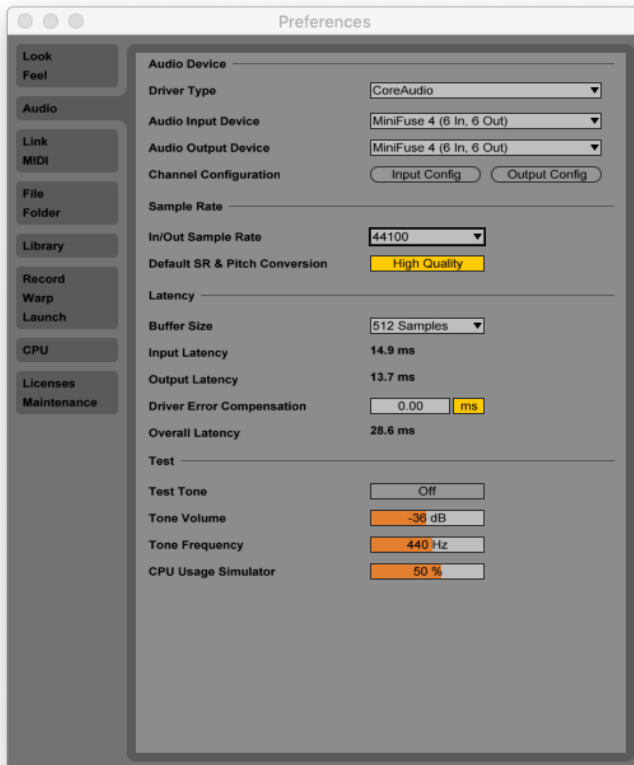 Preferences
Look
Feel
Audio
Link
MIDI
File
Folder
Library
Record
Warp
Launch
CPU
Licenses
Maintenance
Audio Device
Driver Type CoreAudio
Audio Input Device MiniFuse 4 (6 In, 6 Out)
Audio Output Device MiniFuse 4 (6 In, 6 Out)
Channel Configuration Input Config Output Config
Sample Rate
In/Out Sample Rate 44100
Default SR & Pitch Conversion High Quality
Latency
Buffer Size 512 Samples
Input Latency 14.9 ms
Output Latency 13.7 ms
Driver Error Compensation 0.00 ms
Overall Latency 28.6 ms
Test
Test Tone Off
Tone Volume -36 dB
Tone Frequency 440 Hz
CPU Usage Simulator 50 %